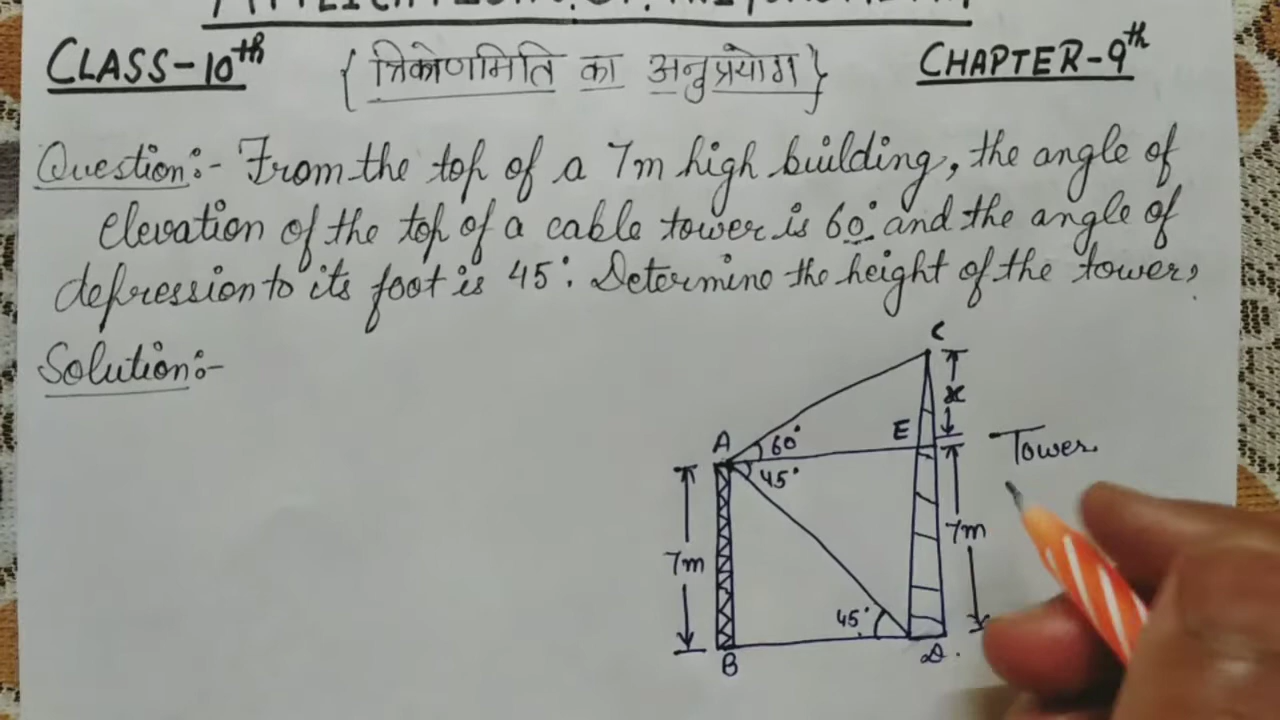 CLASS-10th {त्रिकोणमिति का अनुप्रयोग} CHAPTER-9th
Question:- From the top of a 7m high building, the angle of
elevation of the top of a cable tower is 60° and the angle of
depression to its foot is 45°. Determine the height of the tower.
Solution:-
C
x
E
A 60°
45°
Tower
7m
7m
45°
B
D.